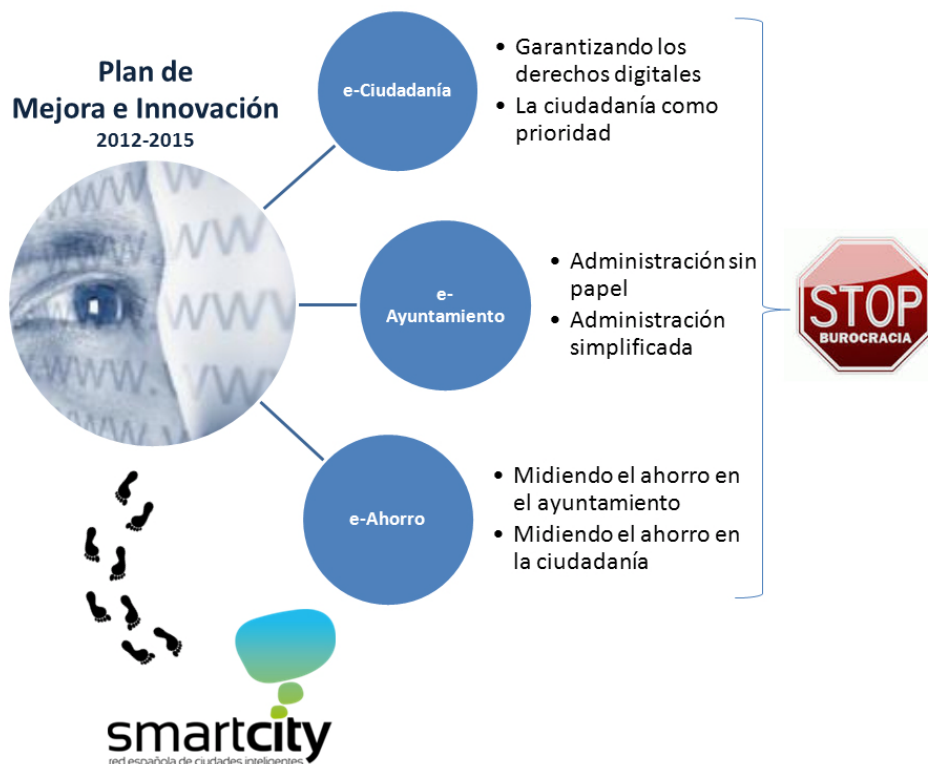 Plan de
Mejora e Innovación
2012-2015
e-Ciudadanía
• Garantizando los
derechos digitales
• La ciudadanía como
prioridad
e-
Ayuntamiento
• Administración sin
papel
• Administración
simplificada
STOP
BUROCRACIA
e-Ahorro
• Midiendo el ahorro en
el ayuntamiento
• Midiendo el ahorro en
la ciudadanía
smartcity
red española de ciudades inteligentes